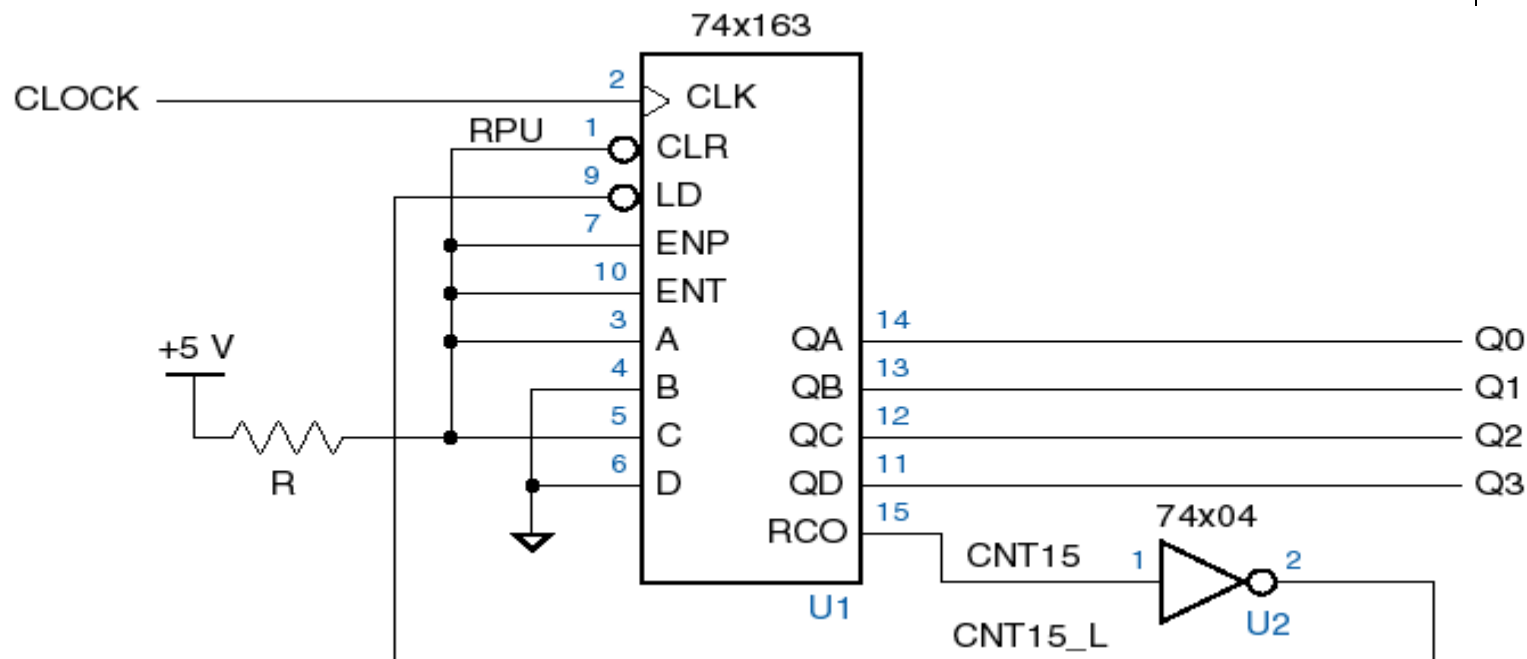 74x163
CLOCK
2
CLK
RPU
1
CLR
9
LD
7
ENP
10
ENT
3
A
QA
14
Q0
+5 V
4
B
QB
13
Q1
5
C
QC
12
Q2
R
6
D
QD
11
Q3
RCO
15
74x04
CNT15
1
2
U1
U2
CNT15_L